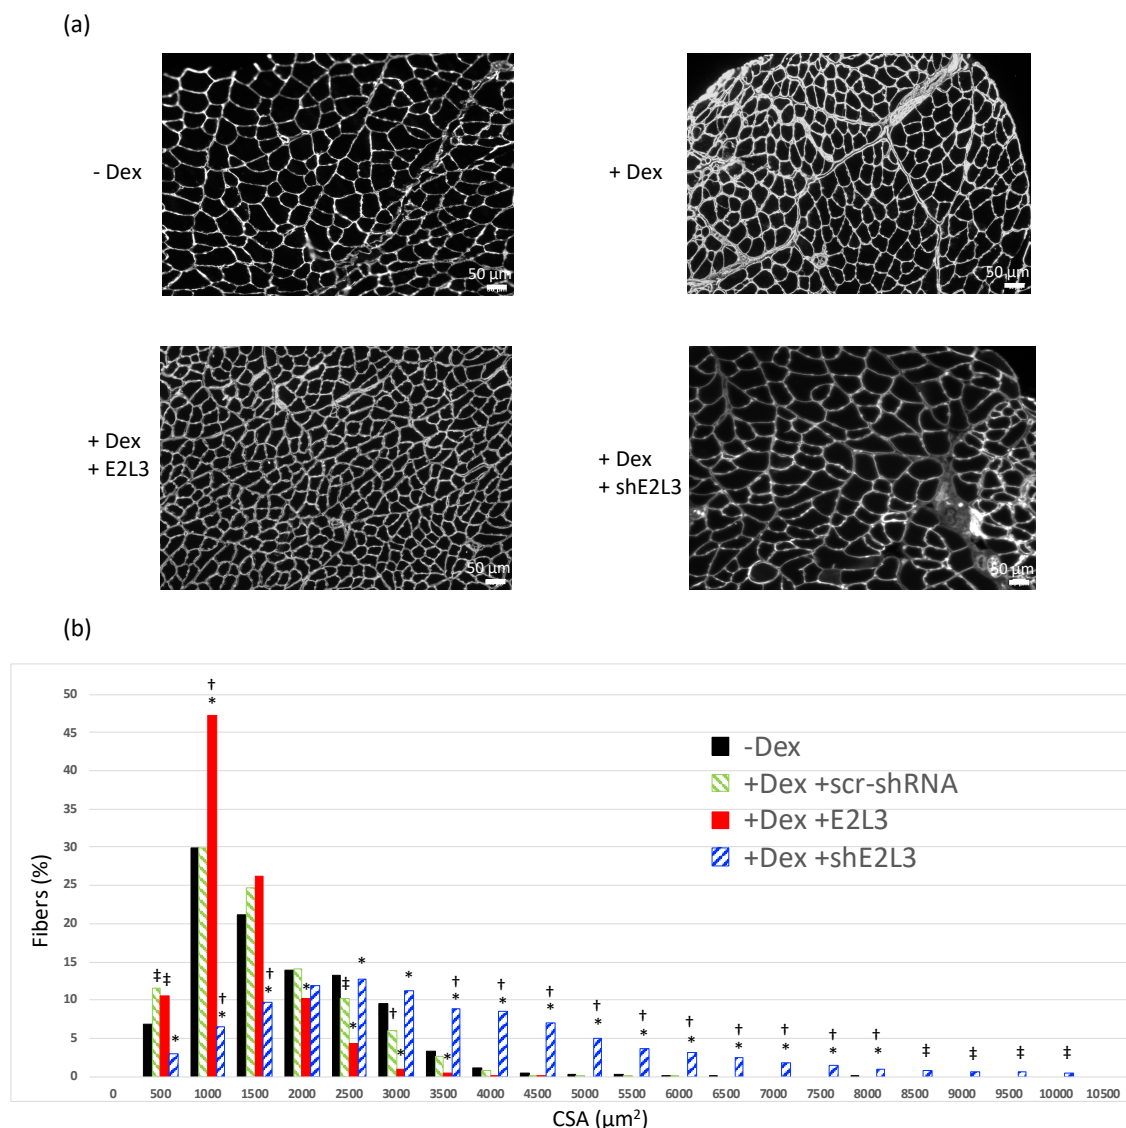 (a)
- Dex
50 µm
+ Dex
50 µm
+ Dex
+ E2L3
50 µm
+ Dex
+ shE2L3
50 µm
(b)
Fibers (%)
50
45
40
35
30
25
20
15
10
5
0
† † † † † † † † † † † † †
* * * * * * * * * * * * * * * * * * *
‡ ‡ ‡ ‡ ‡ ‡ ‡
-Dex
+Dex +scr-shRNA
+Dex +E2L3
+Dex +shE2L3
0 500 1000 1500 2000 2500 3000 3500 4000 4500 5000 5500 6000 6500 7000 7500 8000 8500 9000 9500 10000 10500
CSA (µm²)